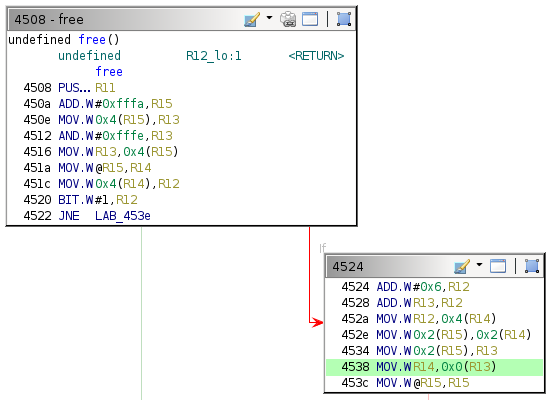 4508 - free
undefined free()
undefined R12_lo:1 <RETURN>
free
4508 PUS... R11
450a ADD.W #0xfffa,R15
450e MOV.W 0x4(R15),R13
4512 AND.W #0xfffe,R13
4516 MOV.W R13,0x4(R15)
451a MOV.W @R15,R14
451c MOV.W 0x4(R14),R12
4520 BIT.W #1,R12
4522 JNE LAB_453e
If
4524
4524 ADD.W #0x6,R12
4528 ADD.W R13,R12
452a MOV.W R12,0x4(R14)
452e MOV.W 0x2(R15),0x2(R14)
4534 MOV.W 0x2(R15),R13
4538 MOV.W R14,0x0(R13)
453c MOV.W @R15,R15